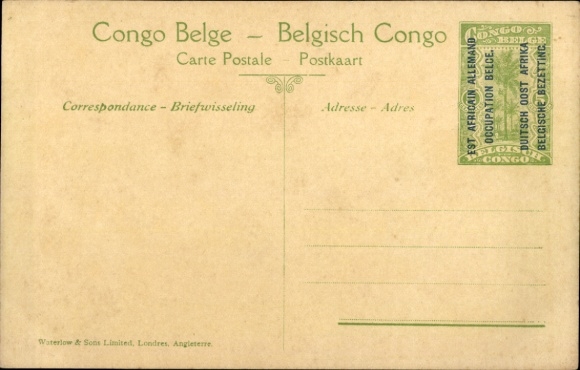 Congo Belge – Belgisch Congo
Carte Postale – Postkaart
Correspondance – Briefwisseling
Adresse – Adres
CONGO
BELGE
EST AFRICAIN ALLEMAND
OCCUPATION BELGE.
DUITSCH OOST AFRIKA
BELGISCHE BEZETTING.
BELGISCH
CONGO
Waterlow & Sons Limited, Londres, Angleterre.